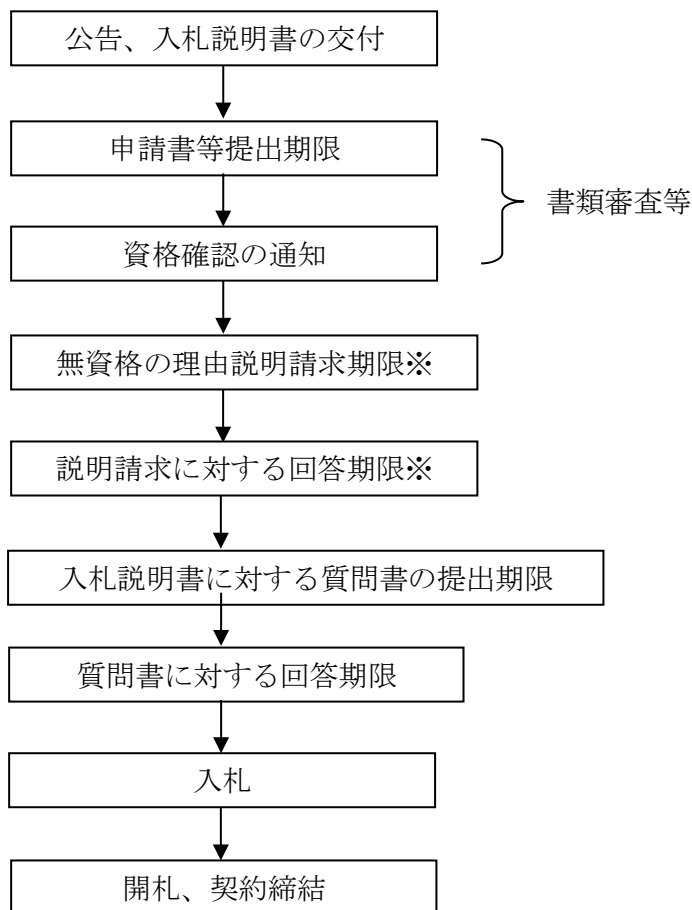 公告、入札説明書の交付
申請書等提出期限
書類審査等
資格確認の通知
無資格の理由説明請求期限※
説明請求に対する回答期限※
入札説明書に対する質問書の提出期限
質問書に対する回答期限
入札
開札、契約締結